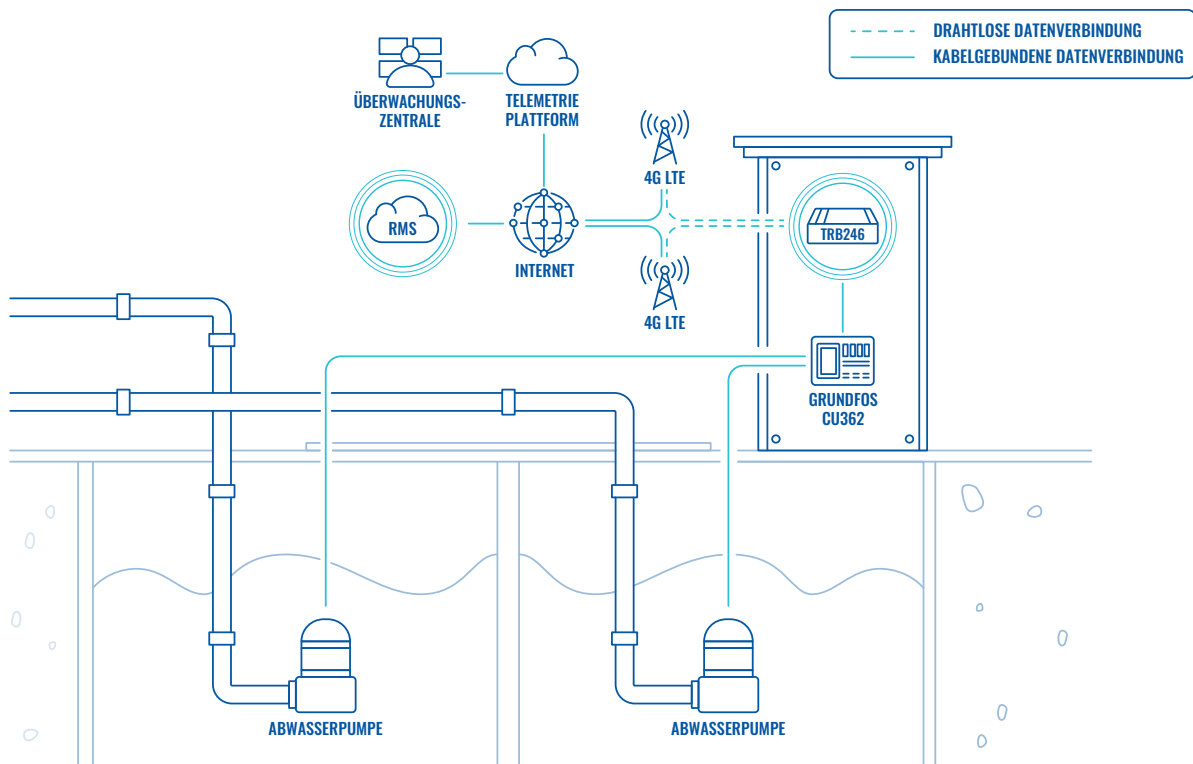 DRAHTLOSE DATENVERBINDUNG
KABELGEBUNDENE DATENVERBINDUNG
ÜBERWACHUNGS-
ZENTRALE
TELEMETRIE
PLATTFORM
4G LTE
RMS
INTERNET
TRB246
4G LTE
GRUNDFOS
CU362
ABWASSERPUMPE
ABWASSERPUMPE